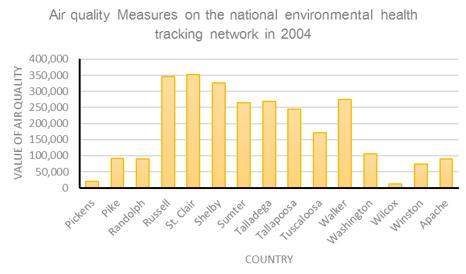 Air quality Measures on the national environmental health
tracking network in 2004
VALUE OF AIR QUALITY
400,000
350,000
300,000
250,000
200,000
150,000
100,000
50,000
0
Pickens
Pike
Randolph
Russell
St. Clair
Shelby
Sumter
Talladega
Tallapoosa
Tuscaloosa
Walker
Washington
Wilcox
Winston
Apache
COUNTRY